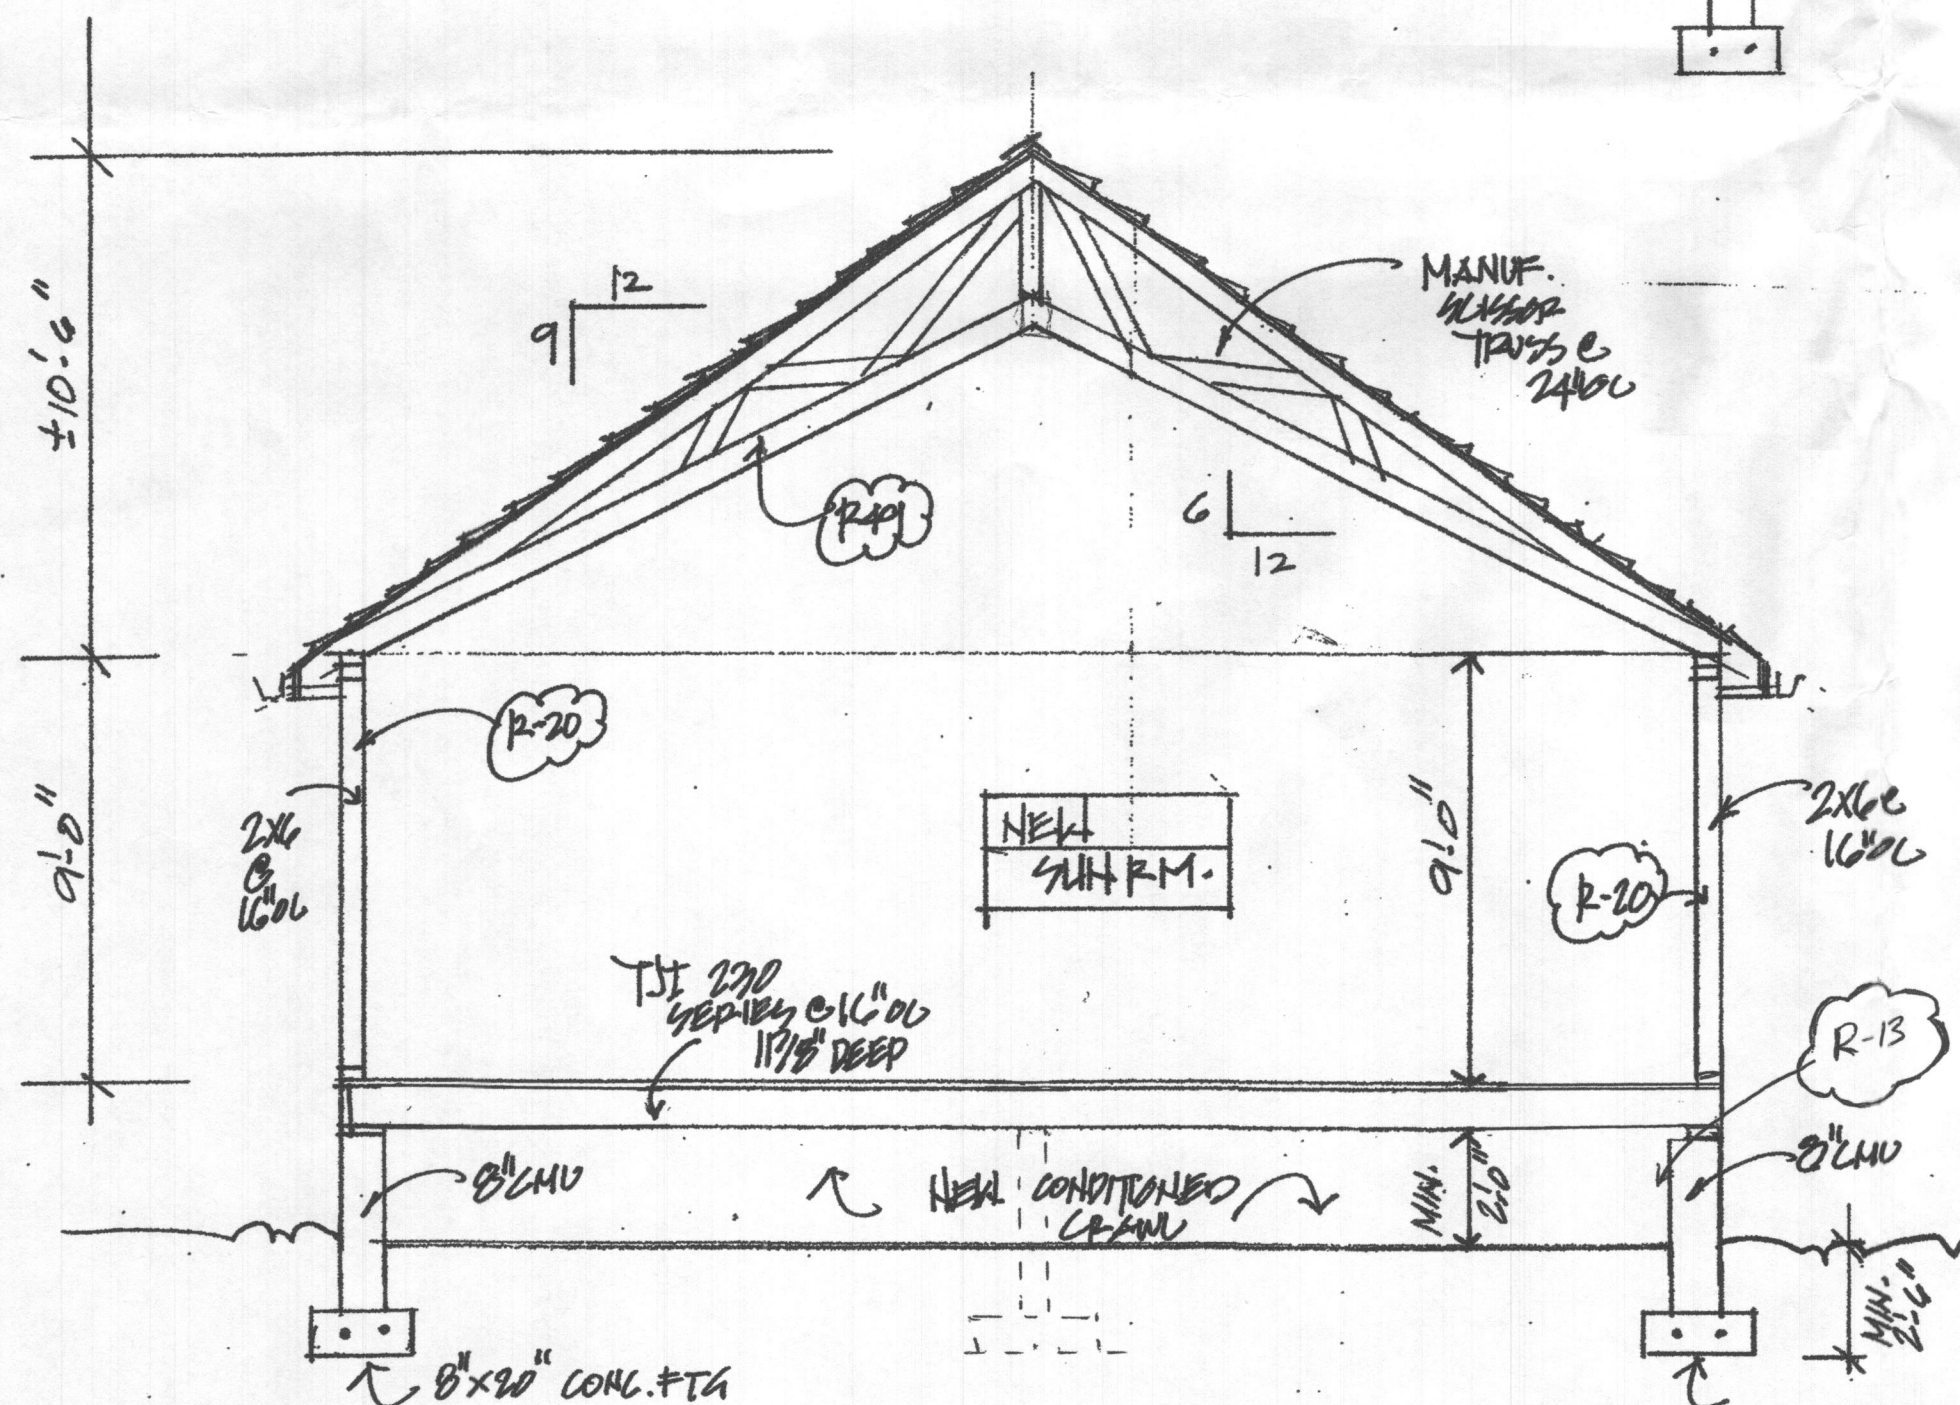 ±10'-6"
9'-0"
12
9
MANUF.
SCISSOR
TRUSS @
24"OC
R49
6
12
R-20
2X6
@
16"OC
NEW
SUN RM.
9'-0"
2X6 @
16"OC
R-20
TJI 230
SERIES @ 16"OC
11 7/8" DEEP
R-13
8"CMU
NEW CONDITIONED
CRAWL
MIN.
2'-0"
8"CMU
MIN.
2'-6"
8"X20" CONC. FTG